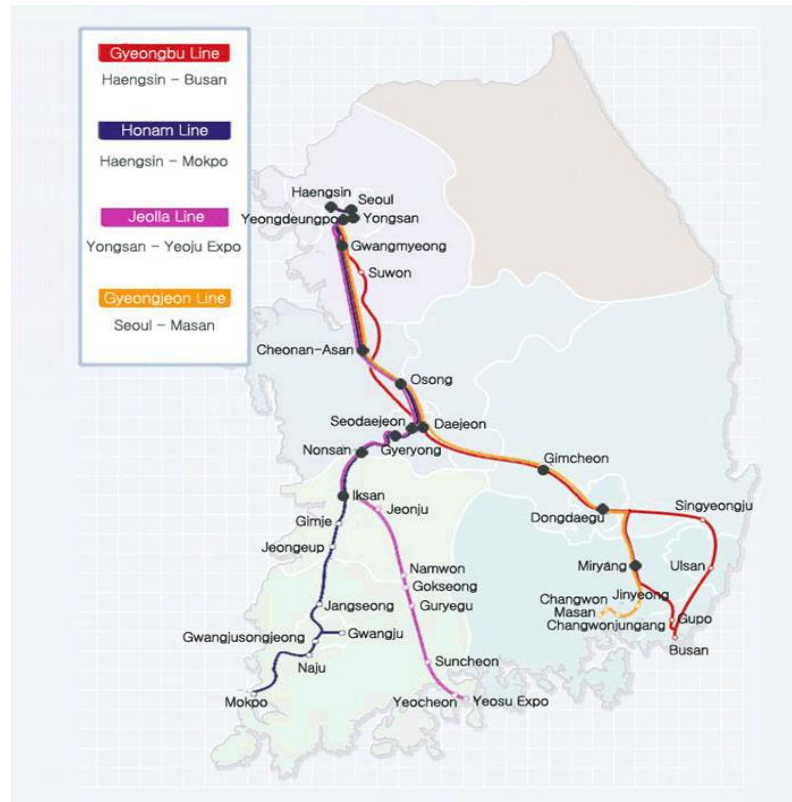 Gyeongbu Line
Haengsin - Busan
Honam Line
Haengsin - Mokpo
Jeolla Line
Yongsan - Yeoju Expo
Gyeongjeon Line
Seoul - Masan
Haengsin
Seoul
Yeongdeungpo
Yongsan
Gwangmyeong
Suwon
Cheonan-Asan
Osong
Seodaejeon
Daejeon
Nonsan
Gyeryong
Gimcheon
Iksan
Jeonju
Dongdaegu
Singyeongju
Gimje
Jeongeup
Miryang
Ulsan
Namwon
Gokseong
Jangseong
Guryegu
Changwon
Jinyeong
Masan
Changwonjungang
Gupo
Gwangjusongjeong
Gwangju
Busan
Naju
Suncheon
Mokpo
Yeocheon
Yeosu Expo